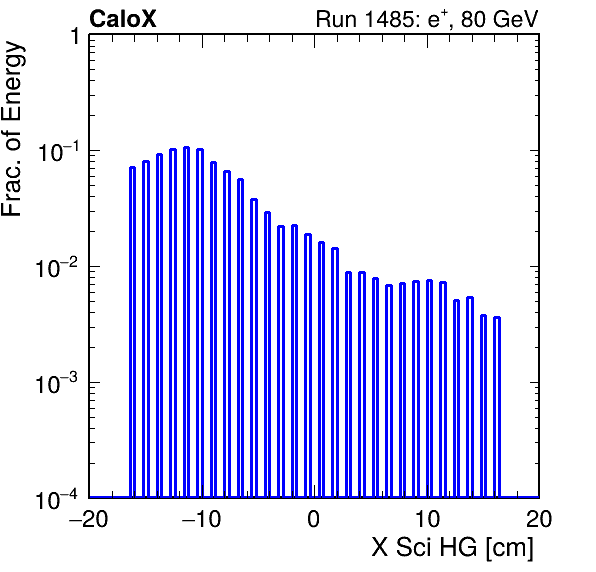 CaloX Run 1485: e⁺, 80 GeV
Frac. of Energy
1
10⁻¹
10⁻²
10⁻³
10⁻⁴
−20 −10 0 10 20
X Sci HG [cm]